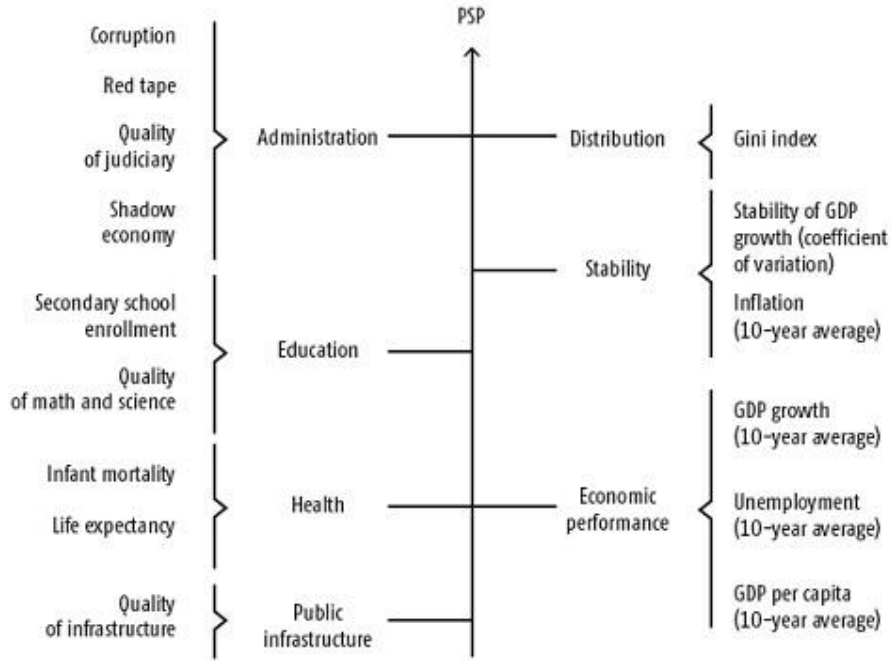 PSP
Corruption
Red tape
Quality
of judiciary
Shadow
economy
Administration
Secondary school
enrollment
Quality
of math and science
Education
Infant mortality
Life expectancy
Health
Quality
of infrastructure
Public
infrastructure
Distribution
Gini index
Stability
Stability of GDP
growth (coefficient
of variation)
Inflation
(10-year average)
Economic
performance
GDP growth
(10-year average)
Unemployment
(10-year average)
GDP per capita
(10-year average)